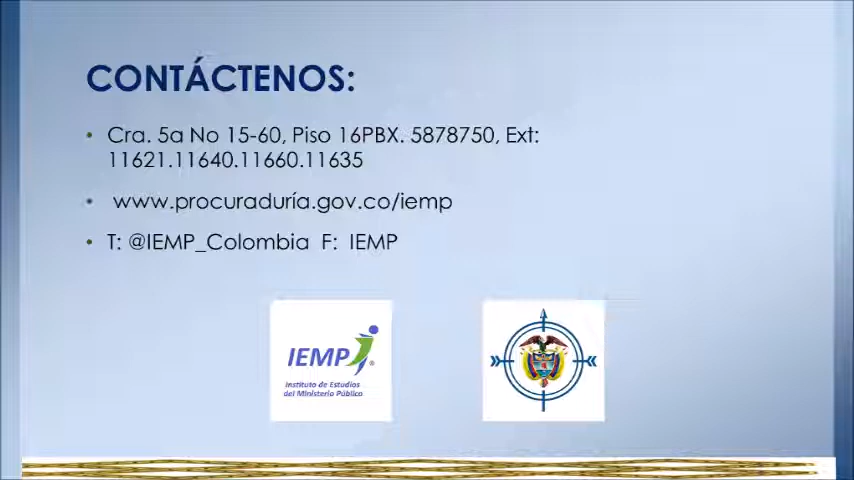 CONTÁCTENOS:
• Cra. 5a No 15-60, Piso 16PBX. 5878750, Ext:
11621.11640.11660.11635
• www.procuraduría.gov.co/iemp
• T: @IEMP_Colombia F: IEMP
IEMP®
Instituto de Estudios
del Ministerio Público